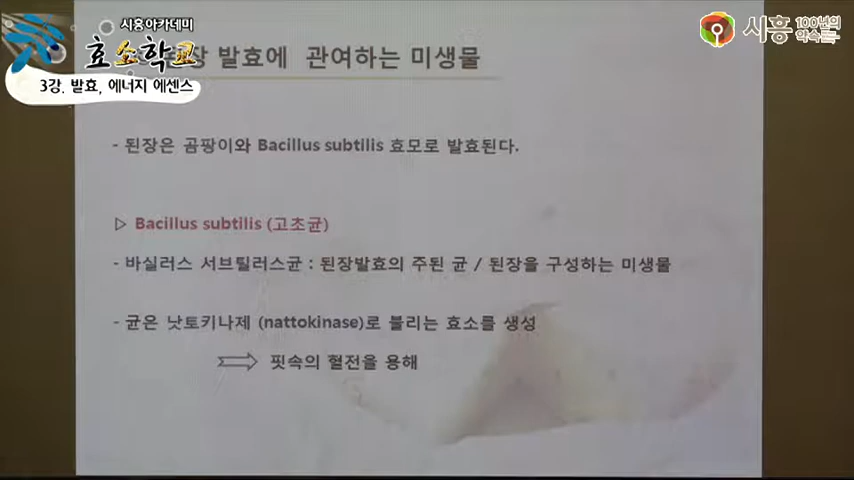 시흥아카데미
효소학교
3강. 발효, 에너지 에센스
시흥 100년의
약속
장 발효에 관여하는 미생물
- 된장은 곰팡이와 Bacillus subtilis 효모로 발효된다.
▷ Bacillus subtilis (고초균)
- 바실러스 서브틸러스균 : 된장발효의 주된 균 / 된장을 구성하는 미생물
- 균은 낫토키나제 (nattokinase)로 불리는 효소를 생성
핏속의 혈전을 용해